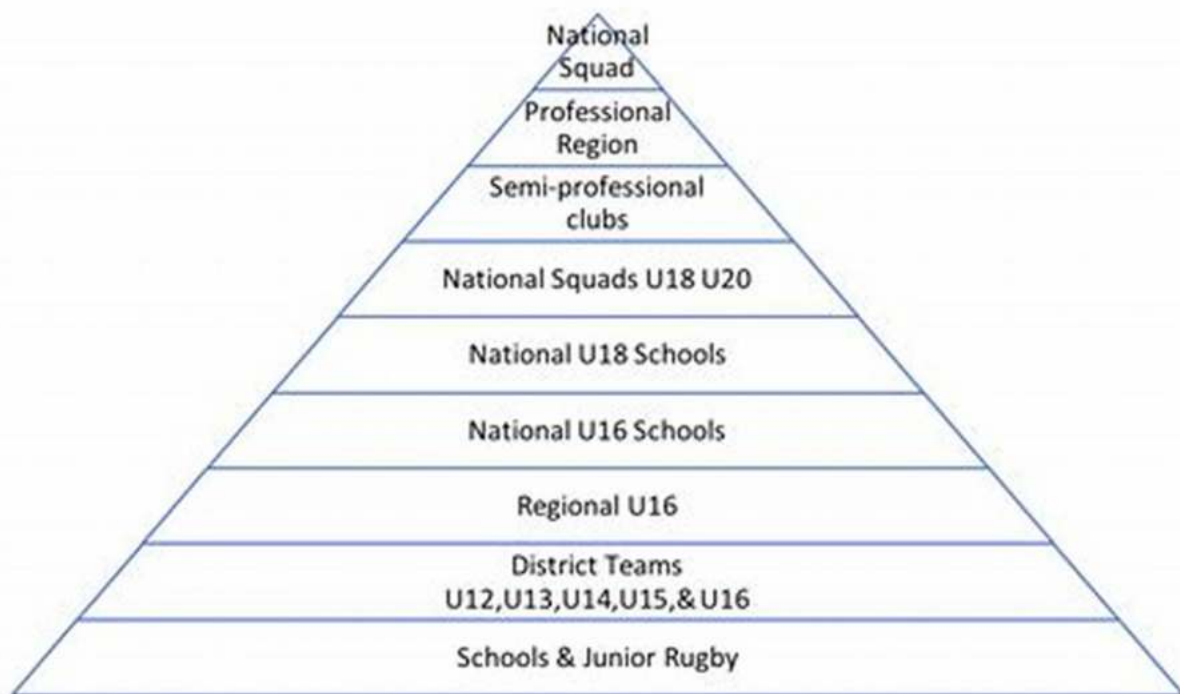 National
Squad
Professional
Region
Semi-professional
clubs
National Squads U18 U20
National U18 Schools
National U16 Schools
Regional U16
District Teams
U12,U13,U14,U15,& U16
Schools & Junior Rugby